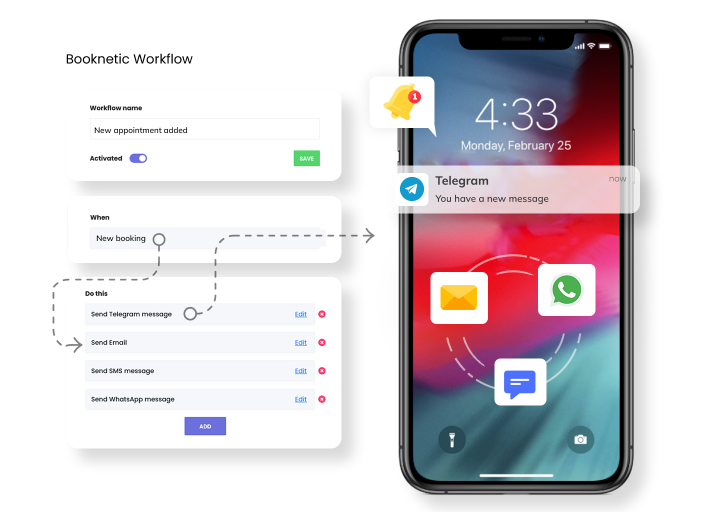 Booknetic Workflow
Workflow name
New appointment added
Activated
SAVE
When
New booking
Do this
Send Telegram message Edit
Send Email Edit
Send SMS message Edit
Send WhatsApp message Edit
ADD
1
4:33
Monday, February 25
Telegram now
You have a new message